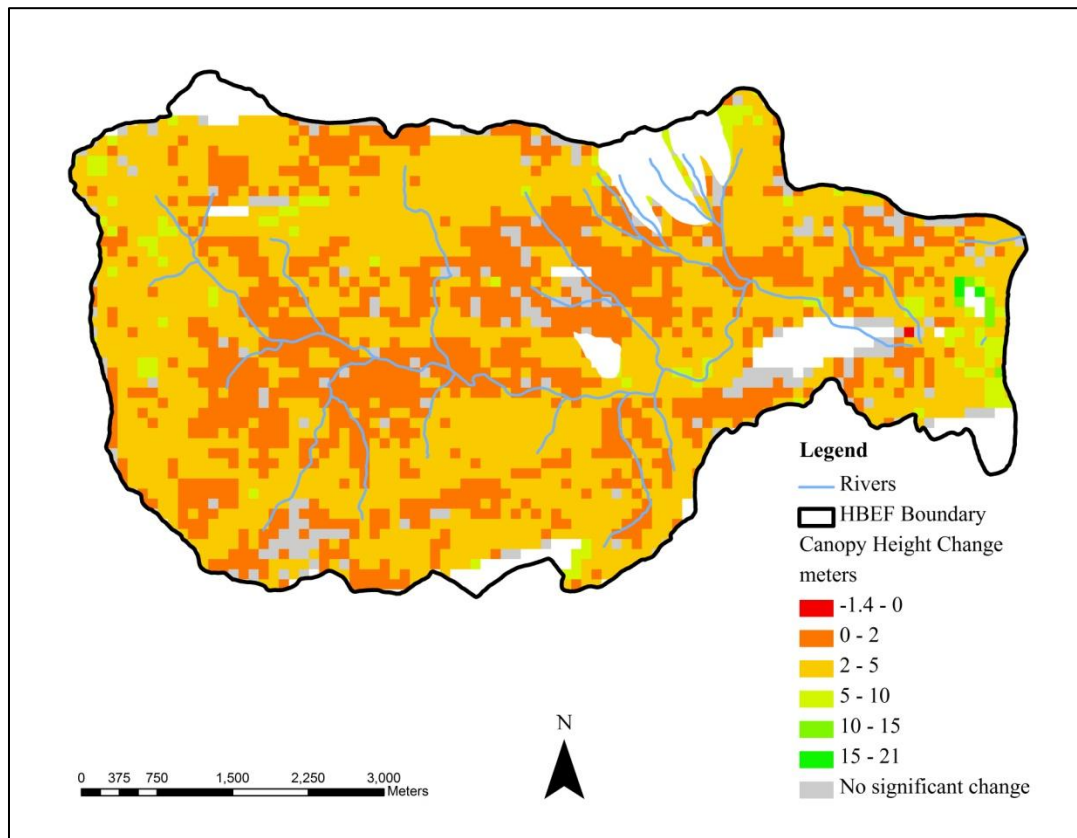 Legend
Rivers
HBEF Boundary
Canopy Height Change
meters
-1.4 - 0
0 - 2
2 - 5
5 - 10
10 - 15
15 - 21
No significant change
N
0 375 750 1,500 2,250 3,000
Meters